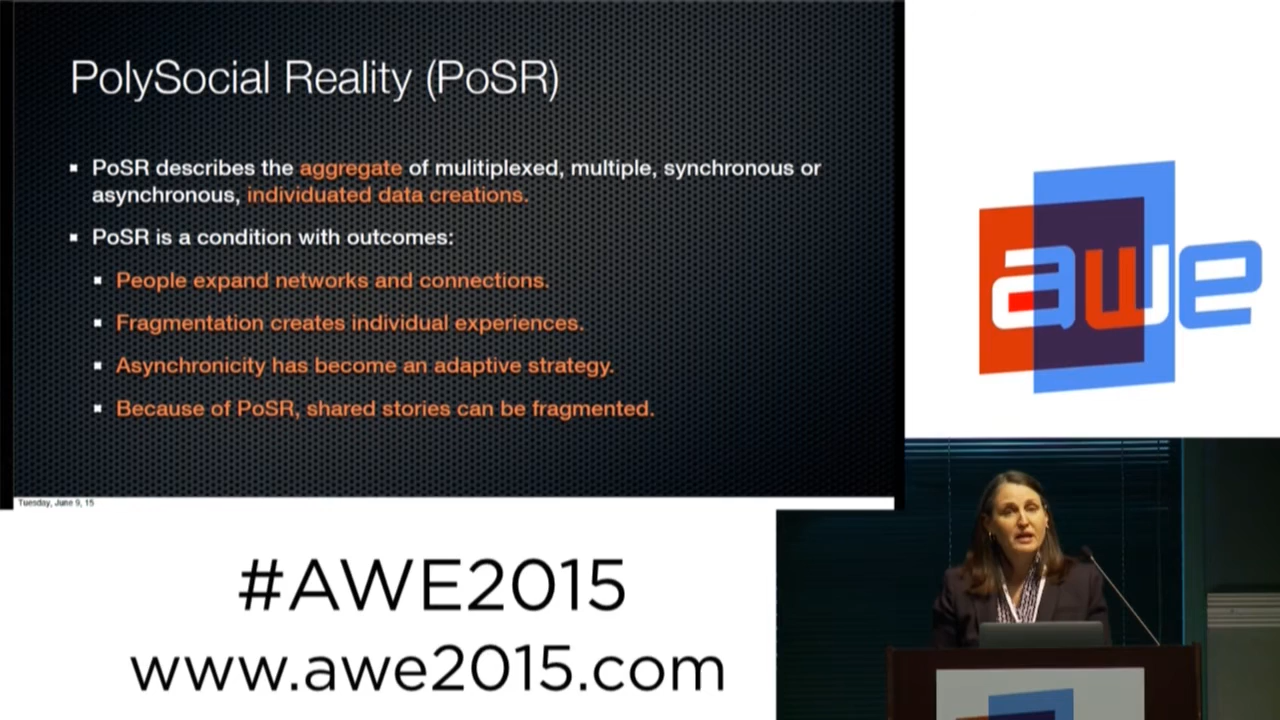 PolySocial Reality (PoSR)
▪ PoSR describes the aggregate of mulitiplexed, multiple, synchronous or
asynchronous, individuated data creations.
▪ PoSR is a condition with outcomes:
▪ People expand networks and connections.
▪ Fragmentation creates individual experiences.
▪ Asynchronicity has become an adaptive strategy.
▪ Because of PoSR, shared stories can be fragmented.
Tuesday, June 9, 15
awe
#AWE2015
www.awe2015.com